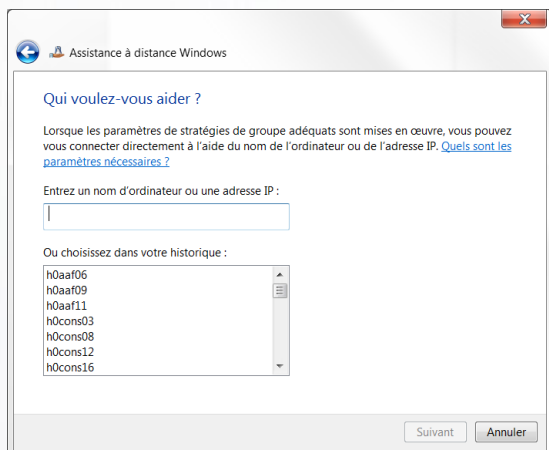 Assistance à distance Windows
Qui voulez-vous aider ?
Lorsque les paramètres de stratégies de groupe adéquats sont mises en œuvre, vous pouvez
vous connecter directement à l'aide du nom de l'ordinateur ou de l'adresse IP. Quels sont les
paramètres nécessaires ?
Entrez un nom d'ordinateur ou une adresse IP :
Ou choisissez dans votre historique :
h0aaf06
h0aaf09
h0aaf11
h0cons03
h0cons08
h0cons12
h0cons16
Suivant
Annuler